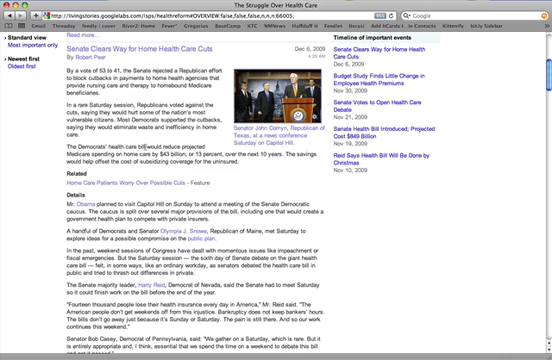 The Struggle Over Health Care
http://livingstories.googlelabs.com/lsps/healthreform#OVERVIEW:false,false,false,n,n,n:66005;
Google
Standard view
Most important only
Newest first
Oldest first
Read more...
Senate Clears Way for Home Health Care Cuts
Dec 6, 2009
By Robert Pear
4:25 AM
By a vote of 53 to 41, the Senate rejected a Republican effort
to block cutbacks in payments to home health agencies that
provide nursing care and therapy to homebound Medicare
beneficiaries.
In a rare Saturday session, Republicans voted against the
cuts, saying they would hurt some of the nation's most
vulnerable citizens. Most Democrats supported the cutbacks,
saying they would eliminate waste and inefficiency in home
care.
The Democrats' health care bill would reduce projected
Medicare spending on home care by $43 billion, or 13 percent, over the next 10 years. The savings
would help offset the cost of subsidizing coverage for the uninsured.
Senator John Cornyn, Republican of
Texas, at a news conference
Saturday on Capitol Hill.
Related
Home Care Patients Worry Over Possible Cuts - Feature
Details
Mr. Obama planned to visit Capitol Hill on Sunday to attend a meeting of the Senate Democratic
caucus. The caucus is split over several major provisions of the bill, including one that would create a
government health plan to compete with private insurers.
A handful of Democrats and Senator Olympia J. Snowe, Republican of Maine, met Saturday to
explore ideas for a possible compromise on the public plan.
In the past, weekend sessions of Congress have dealt with momentous issues like impeachment or
fiscal emergencies. But the Saturday session — the sixth day of Senate debate on the giant health
care bill — felt, in some ways, like an ordinary workday, as senators debated the health care bill in
public and tried to thrash out differences in private.
The Senate majority leader, Harry Reid, Democrat of Nevada, said the Senate had to meet Saturday
so it could finish work on the bill before the end of the year.
"Fourteen thousand people lose their health insurance every day in America," Mr. Reid said. "The
American people don't get weekends off from this injustice. Bankruptcy does not keep bankers' hours.
The bills don't go away just because it's Saturday or Sunday. The pain is still there. And so our work
continues this weekend."
Senator Bob Casey, Democrat of Pennsylvania, said: "We gather on a Saturday, which is rare. But it
is entirely appropriate and, I think, essential that we spend the time on a weekend to debate this bill
Timeline of important events
Senate Clears Way for Home
Health Care Cuts
Dec 6, 2009
Budget Study Finds Little Change in
Employee Health Premiums
Nov 30, 2009
Senate Votes to Open Health Care
Debate
Nov 21, 2009
Senate Health Bill Introduced; Projected
Cost $849 Billion
Nov 19, 2009
Reid Says Health Bill Will Be Done by
Christmas
Nov 10, 2009